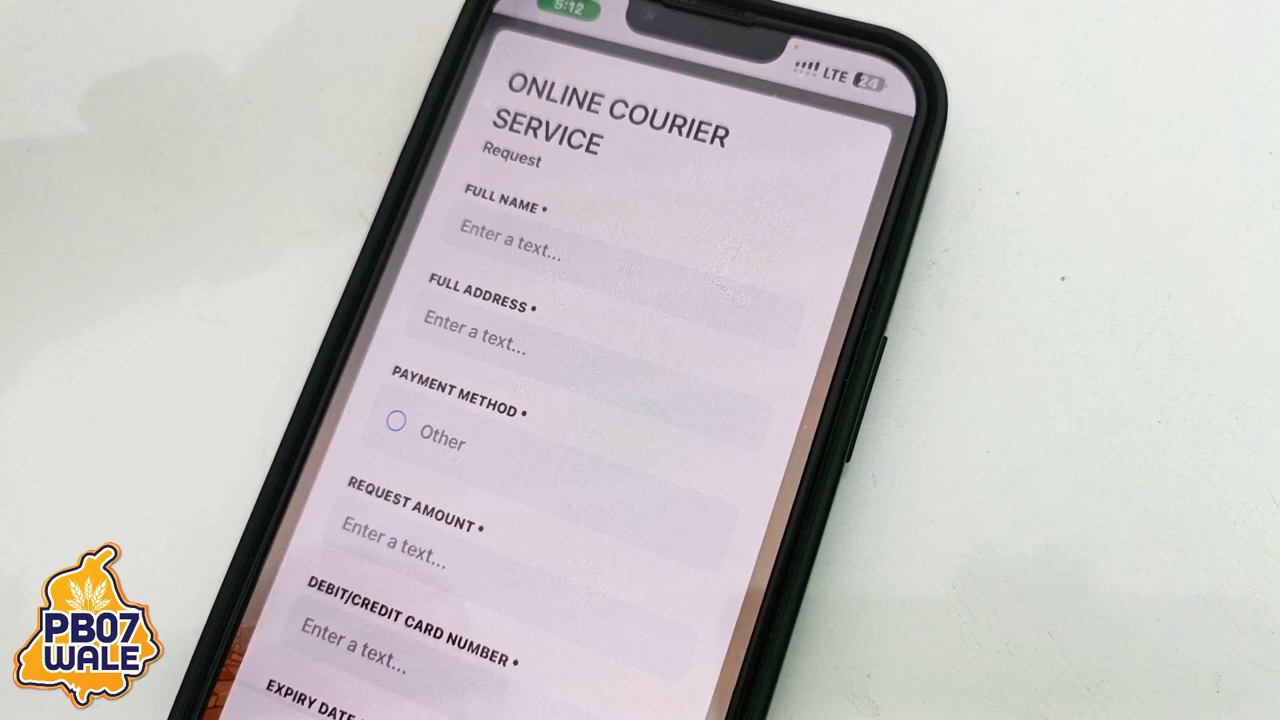 5:12
LTE 24
ONLINE COURIER
SERVICE
Request
FULL NAME *
Enter a text...
FULL ADDRESS *
Enter a text...
PAYMENT METHOD *
Other
REQUEST AMOUNT *
Enter a text...
DEBIT/CREDIT CARD NUMBER *
Enter a text...
EXPIRY DATE
PB07
WALE